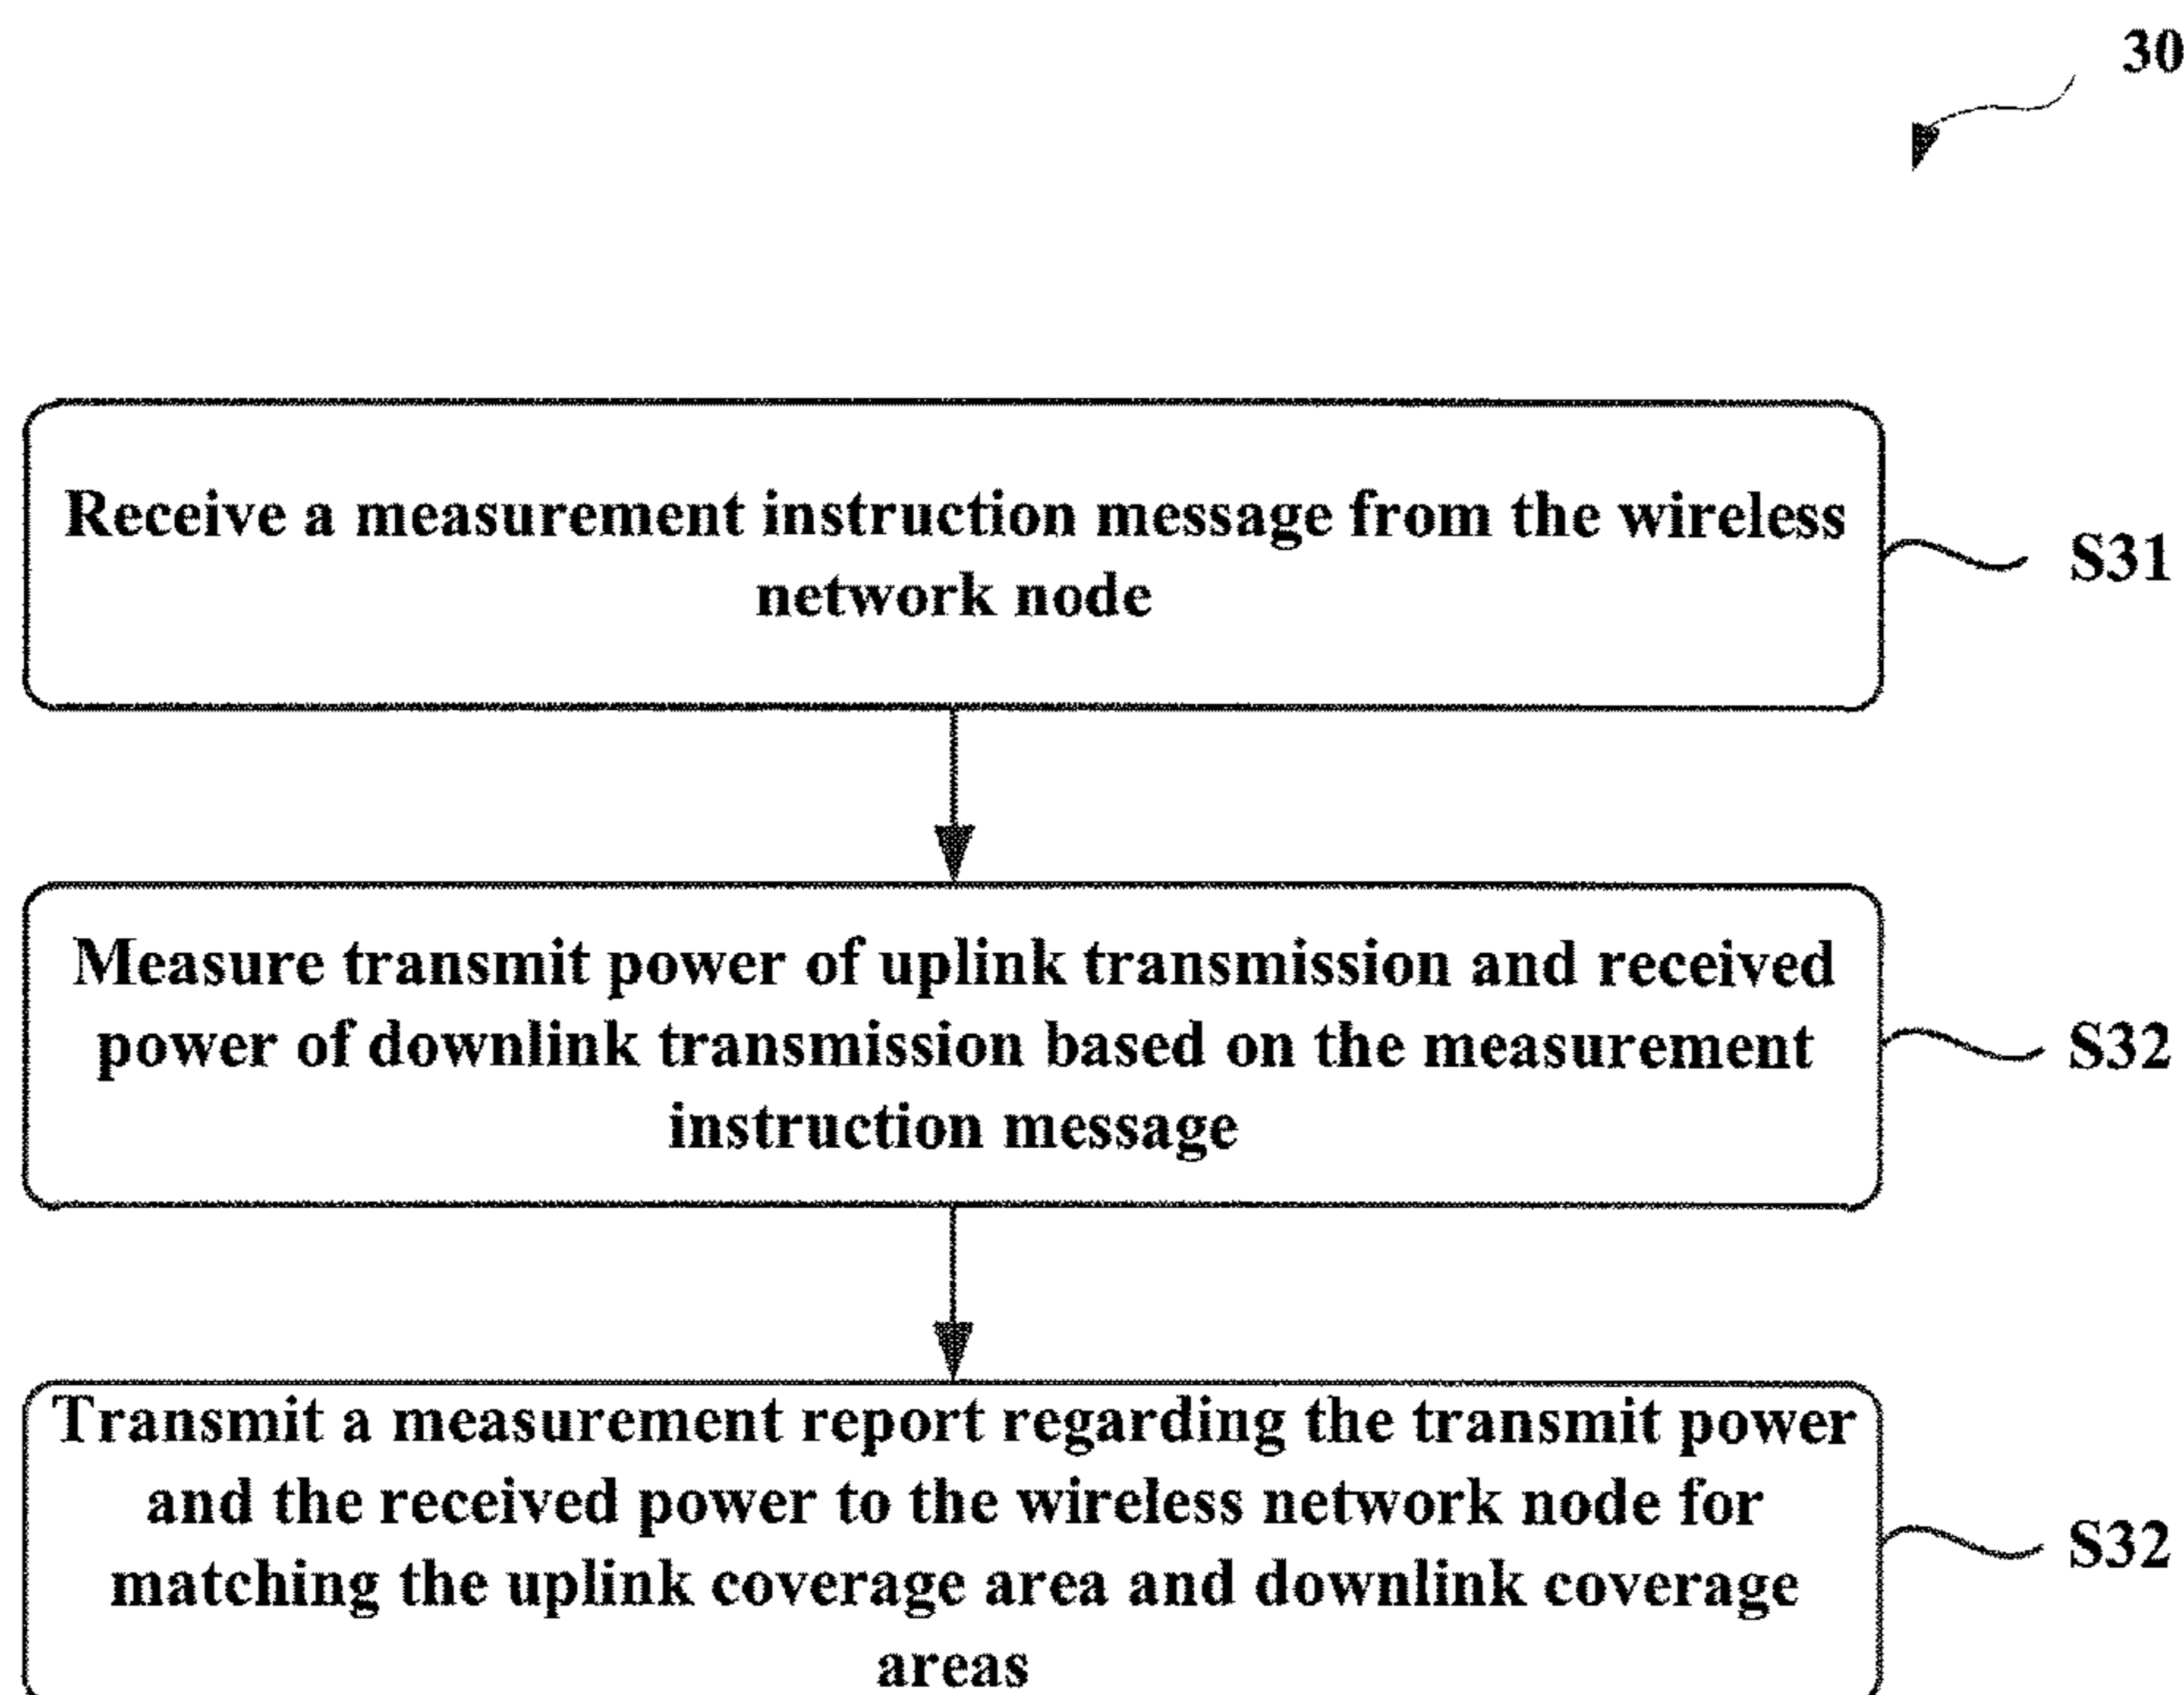 30
Receive a measurement instruction message from the wireless
network node
S31
Measure transmit power of uplink transmission and received
power of downlink transmission based on the measurement
instruction message
S32
Transmit a measurement report regarding the transmit power
and the received power to the wireless network node for
matching the uplink coverage area and downlink coverage
areas
S32